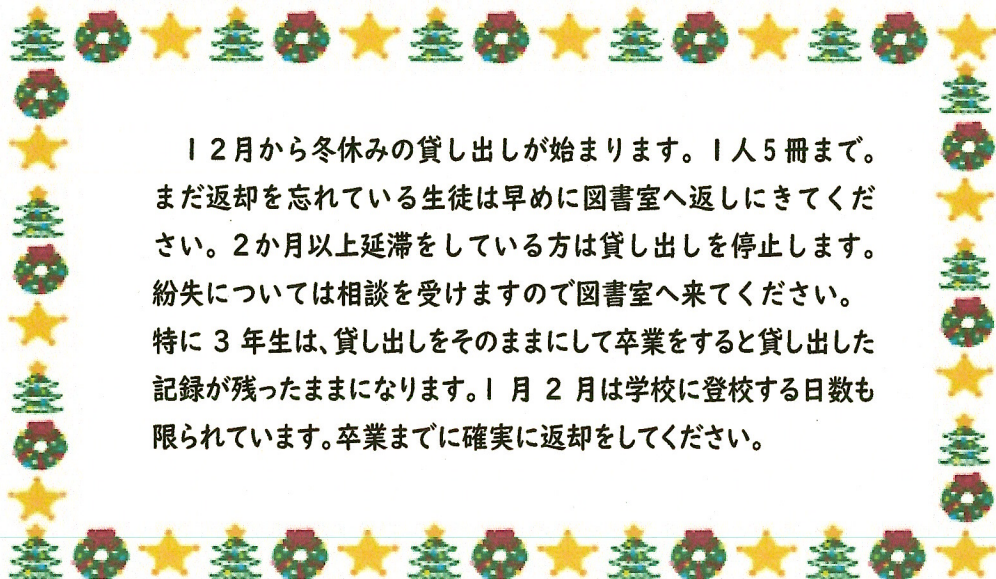 １２月から冬休みの貸し出しが始まります。１人５冊まで。
まだ返却を忘れている生徒は早めに図書室へ返しにきてくだ
さい。２か月以上延滞をしている方は貸し出しを停止します。
紛失については相談を受けますので図書室へ来てください。
特に 3 年生は、貸し出しをそのままにして卒業をすると貸し出した
記録が残ったままになります。1 月 2 月は学校に登校する日数も
限られています。卒業までに確実に返却をしてください。